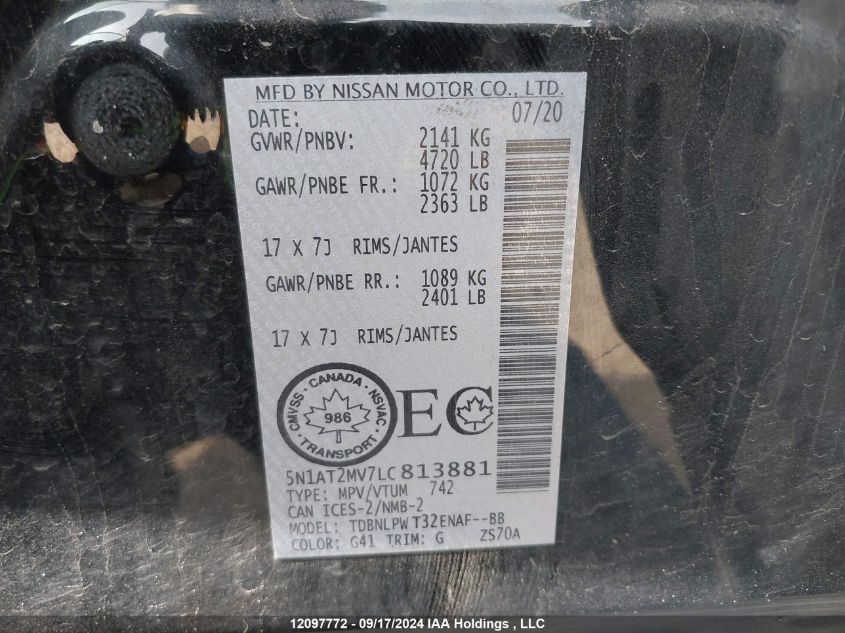 MFD BY NISSAN MOTOR CO., LTD.
DATE: 07/20
GVWR/PNBV: 2141 KG
4720 LB
GAWR/PNBE FR.: 1072 KG
2363 LB
17 X 7J RIMS/JANTES
GAWR/PNBE RR.: 1089 KG
2401 LB
17 X 7J RIMS/JANTES
CMVSS · CANADA · NSVAC · TRANSPORT ·
986
EC
5N1AT2MV7LC813881
TYPE: MPV/VTUM 742
CAN ICES-2/NMB-2
MODEL: TDBNLPW T32ENAF--BB
COLOR: G41 TRIM: G ZS70A
12097772 - 09/17/2024 IAA Holdings , LLC